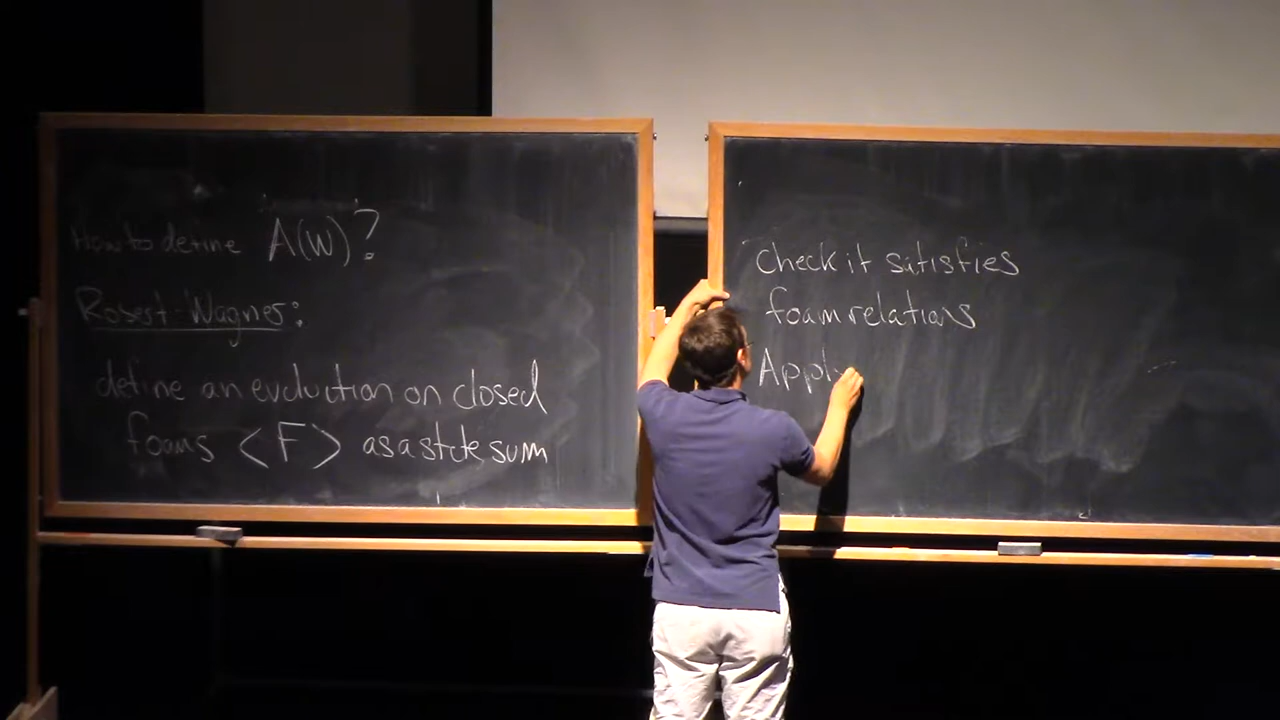 How to define A(W)?
Robert-Wagner:
define an evaluation on closed
foams <F> as a state sum
Check it satisfies
foam relations
Apply